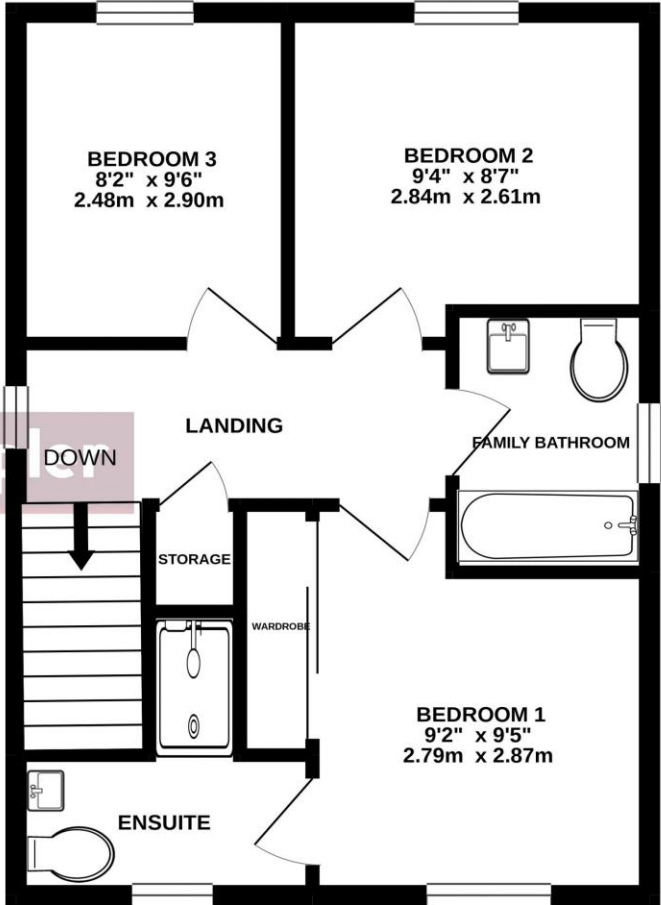 BEDROOM 3
8'2" x 9'6"
2.48m x 2.90m
BEDROOM 2
9'4" x 8'7"
2.84m x 2.61m
LANDING
DOWN
FAMILY BATHROOM
STORAGE
WARDROBE
BEDROOM 1
9'2" x 9'5"
2.79m x 2.87m
ENSUITE